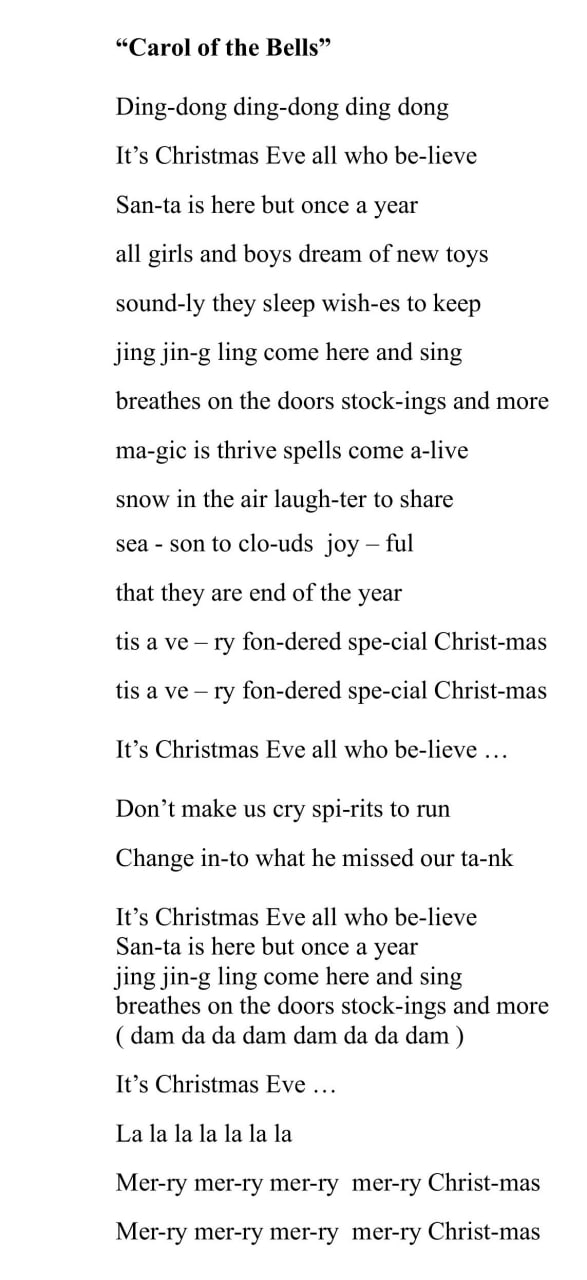 “Carol of the Bells”
Ding-dong ding-dong ding dong
It’s Christmas Eve all who be-lieve
San-ta is here but once a year
all girls and boys dream of new toys
sound-ly they sleep wish-es to keep
jing jin-g ling come here and sing
breathes on the doors stock-ings and more
ma-gic is thrive spells come a-live
snow in the air laugh-ter to share
sea - son to clo-uds  joy – ful
that they are end of the year
tis a ve – ry fon-dered spe-cial Christ-mas
tis a ve – ry fon-dered spe-cial Christ-mas
It’s Christmas Eve all who be-lieve …
Don’t make us cry spi-rits to run
Change in-to what he missed our ta-nk
It’s Christmas Eve all who be-lieve
San-ta is here but once a year
jing jin-g ling come here and sing
breathes on the doors stock-ings and more
( dam da da dam dam da da dam )
It’s Christmas Eve …
La la la la la la la
Mer-ry mer-ry mer-ry  mer-ry Christ-mas
Mer-ry mer-ry mer-ry  mer-ry Christ-mas